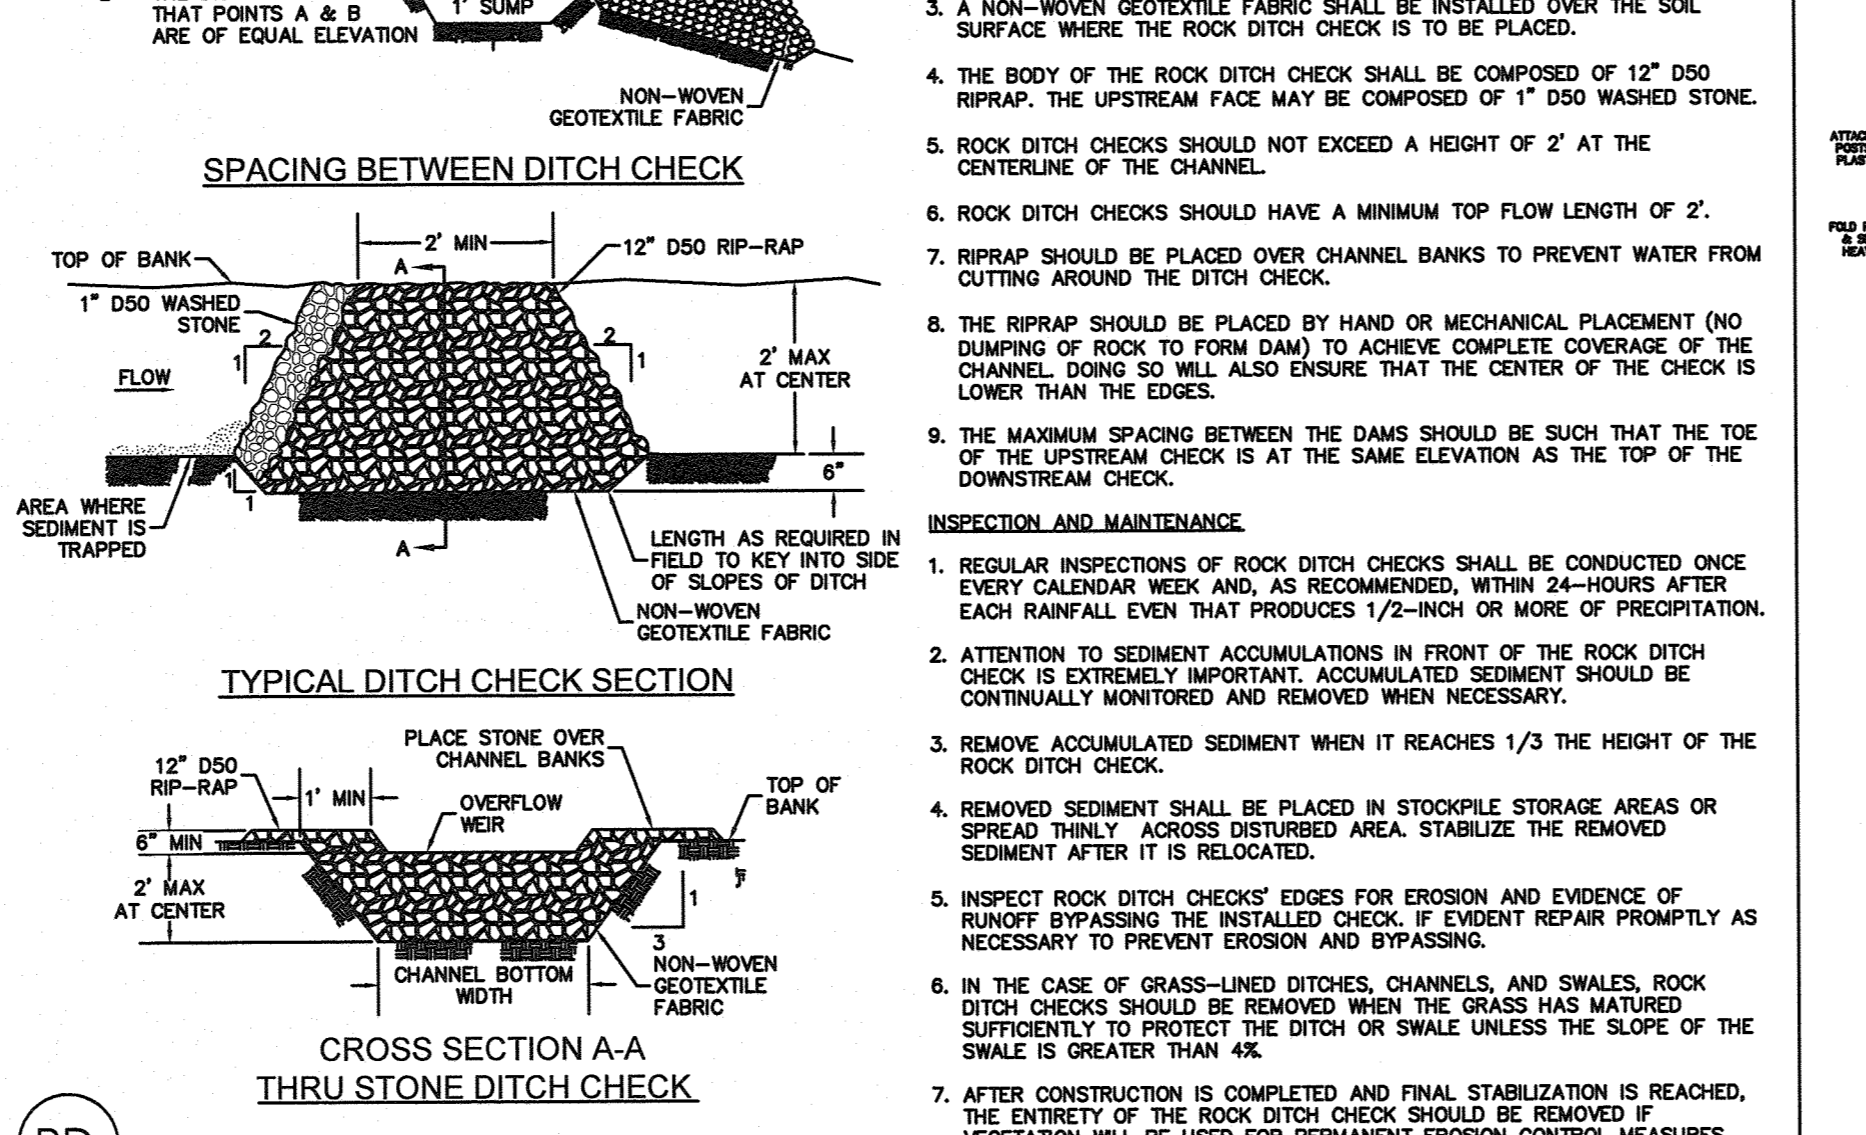 THAT POINTS A & B
ARE OF EQUAL ELEVATION
1' SUMP
NON-WOVEN
GEOTEXTILE FABRIC
SPACING BETWEEN DITCH CHECK
2' MIN
12" D50 RIP-RAP
TOP OF BANK
A
1" D50 WASHED
STONE
2
1
2
1
FLOW
2' MAX
AT CENTER
6"
1
1
AREA WHERE
SEDIMENT IS
TRAPPED
A
LENGTH AS REQUIRED IN
FIELD TO KEY INTO SIDE
OF SLOPES OF DITCH
NON-WOVEN
GEOTEXTILE FABRIC
TYPICAL DITCH CHECK SECTION
PLACE STONE OVER
CHANNEL BANKS
12" D50
RIP-RAP
1' MIN
OVERFLOW
WEIR
TOP OF
BANK
6" MIN
2' MAX
AT CENTER
1
3
NON-WOVEN
GEOTEXTILE
FABRIC
CHANNEL BOTTOM
WIDTH
CROSS SECTION A-A
THRU STONE DITCH CHECK
3. A NON-WOVEN GEOTEXTILE FABRIC SHALL BE INSTALLED OVER THE SOIL
SURFACE WHERE THE ROCK DITCH CHECK IS TO BE PLACED.
4. THE BODY OF THE ROCK DITCH CHECK SHALL BE COMPOSED OF 12" D50
RIPRAP. THE UPSTREAM FACE MAY BE COMPOSED OF 1" D50 WASHED STONE.
5. ROCK DITCH CHECKS SHOULD NOT EXCEED A HEIGHT OF 2' AT THE
CENTERLINE OF THE CHANNEL.
6. ROCK DITCH CHECKS SHOULD HAVE A MINIMUM TOP FLOW LENGTH OF 2'.
7. RIPRAP SHOULD BE PLACED OVER CHANNEL BANKS TO PREVENT WATER FROM
CUTTING AROUND THE DITCH CHECK.
8. THE RIPRAP SHOULD BE PLACED BY HAND OR MECHANICAL PLACEMENT (NO
DUMPING OF ROCK TO FORM DAM) TO ACHIEVE COMPLETE COVERAGE OF THE
CHANNEL. DOING SO WILL ALSO ENSURE THAT THE CENTER OF THE CHECK IS
LOWER THAN THE EDGES.
9. THE MAXIMUM SPACING BETWEEN THE DAMS SHOULD BE SUCH THAT THE TOE
OF THE UPSTREAM CHECK IS AT THE SAME ELEVATION AS THE TOP OF THE
DOWNSTREAM CHECK.
INSPECTION AND MAINTENANCE
1. REGULAR INSPECTIONS OF ROCK DITCH CHECKS SHALL BE CONDUCTED ONCE
EVERY CALENDAR WEEK AND, AS RECOMMENDED, WITHIN 24-HOURS AFTER
EACH RAINFALL EVEN THAT PRODUCES 1/2-INCH OR MORE OF PRECIPITATION.
2. ATTENTION TO SEDIMENT ACCUMULATIONS IN FRONT OF THE ROCK DITCH
CHECK IS EXTREMELY IMPORTANT. ACCUMULATED SEDIMENT SHOULD BE
CONTINUALLY MONITORED AND REMOVED WHEN NECESSARY.
3. REMOVE ACCUMULATED SEDIMENT WHEN IT REACHES 1/3 THE HEIGHT OF THE
ROCK DITCH CHECK.
4. REMOVED SEDIMENT SHALL BE PLACED IN STOCKPILE STORAGE AREAS OR
SPREAD THINLY ACROSS DISTURBED AREA. STABILIZE THE REMOVED
SEDIMENT AFTER IT IS RELOCATED.
5. INSPECT ROCK DITCH CHECKS' EDGES FOR EROSION AND EVIDENCE OF
RUNOFF BYPASSING THE INSTALLED CHECK. IF EVIDENT REPAIR PROMPTLY AS
NECESSARY TO PREVENT EROSION AND BYPASSING.
6. IN THE CASE OF GRASS-LINED DITCHES, CHANNELS, AND SWALES, ROCK
DITCH CHECKS SHOULD BE REMOVED WHEN THE GRASS HAS MATURED
SUFFICIENTLY TO PROTECT THE DITCH OR SWALE UNLESS THE SLOPE OF THE
SWALE IS GREATER THAN 4%.
7. AFTER CONSTRUCTION IS COMPLETED AND FINAL STABILIZATION IS REACHED,
THE ENTIRETY OF THE ROCK DITCH CHECK SHOULD BE REMOVED IF
VEGETATION WILL BE USED FOR PERMANENT EROSION CONTROL MEASURES